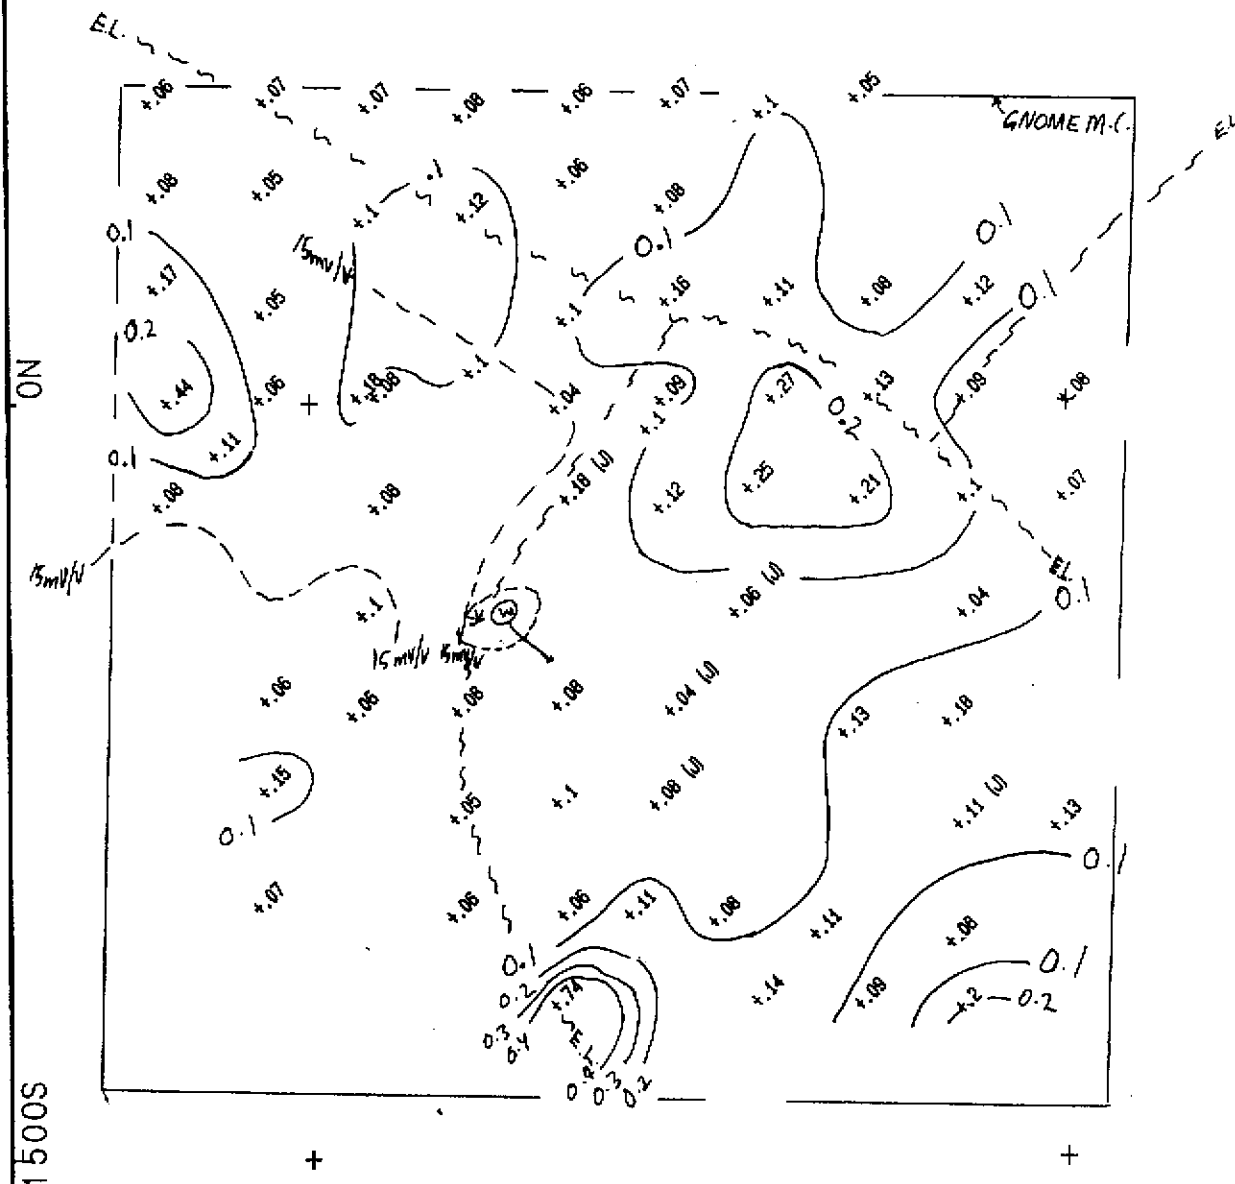 E.L.
+.06 +.07 +.07 +.08 +.06 +.07 +.1 +.05
GNOME M.C.
E.L
+.08 +.05 .1 +.12 +.06 +.08
0.1 +.1 0.1 0.1
15mV/V
+.17 +.05 +.16 +.11 +.08 +.12 0.1
0.2 +.1
0N
+.44 +.06 +.18 +.08 +.1 +.04 +.09 +.27 +.13 +.09 *.08
0.2
0.1 +.11 +.1
+.08 +.08 +.18 (J) +.12 +.25 +.21 +.1 +.07
15mV/V
+.1 W +.06 (J) +.04 0.1
15mV/V 15mV/V
+.06 +.06 +.08 +.08 +.04 (J) +.13 +.18
+.15 +.05 +.1 +.08 (J) +.11 (J) +.13
0.1
0.1
+.07 +.06 +.06 +.11 +.08 +.11 +.08
0.1 0.1
0.2 +.74 +.14 +.09 +.2 0.2
0.3 0.4 E.L.
0.4 0.3 0.2
1500S